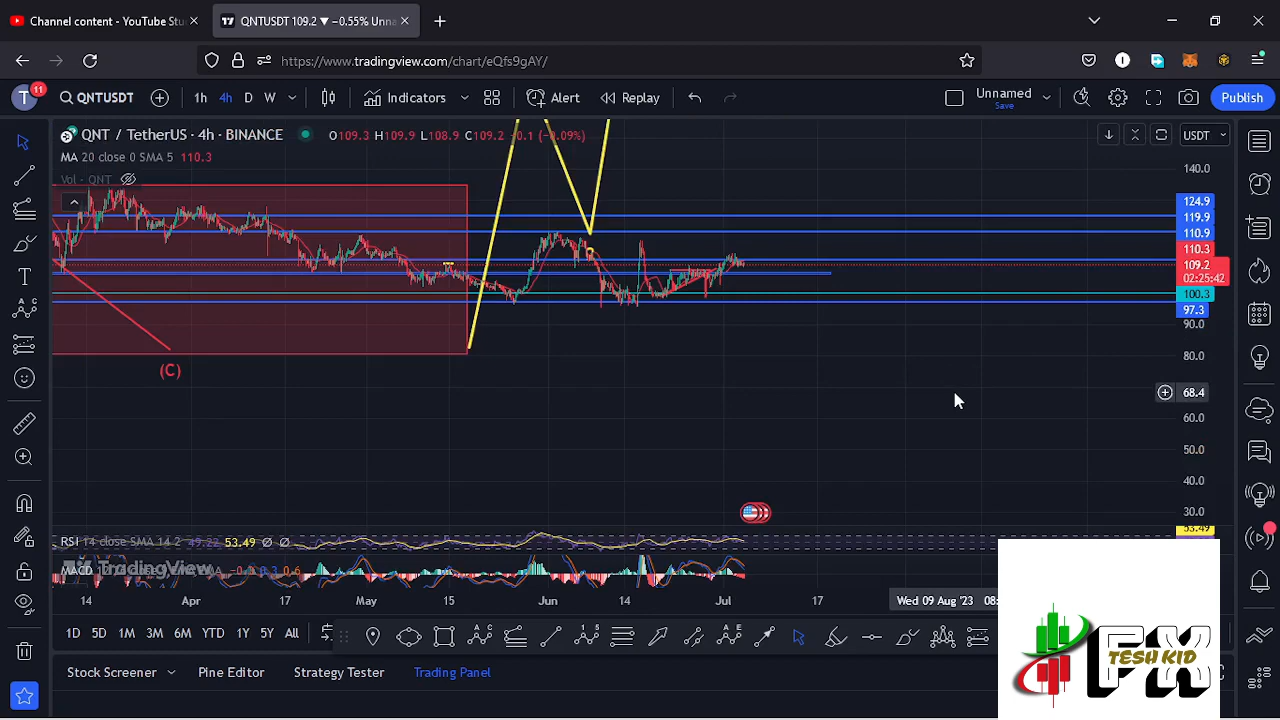 Channel content - YouTube Stu
QNTUSDT 109.2 ▼ −0.55% Unna
https://www.tradingview.com/chart/eQfs9gAY/
T 11
QNTUSDT
1h 4h D W
Indicators
Alert
Replay
Unnamed
Save
Publish
QNT / TetherUS · 4h · BINANCE
O109.3 H109.9 L108.9 C109.2 −0.1 (−0.09%)
USDT
MA 20 close 0 SMA 5 110.3
Vol · QNT
140.0
124.9
119.9
110.9
110.3
109.2
02:25:42
100.3
97.3
90.0
80.0
(C)
68.4
60.0
50.0
40.0
30.0
53.49
RSI 14 close SMA 14 2 49.22 53.49 ∅ ∅
TradingView
14 Apr 17 May 15 Jun 14 Jul 17 Wed 09 Aug '23
1D 5D 1M 3M 6M YTD 1Y 5Y All
Stock Screener
Pine Editor
Strategy Tester
Trading Panel
FX
TESH KID